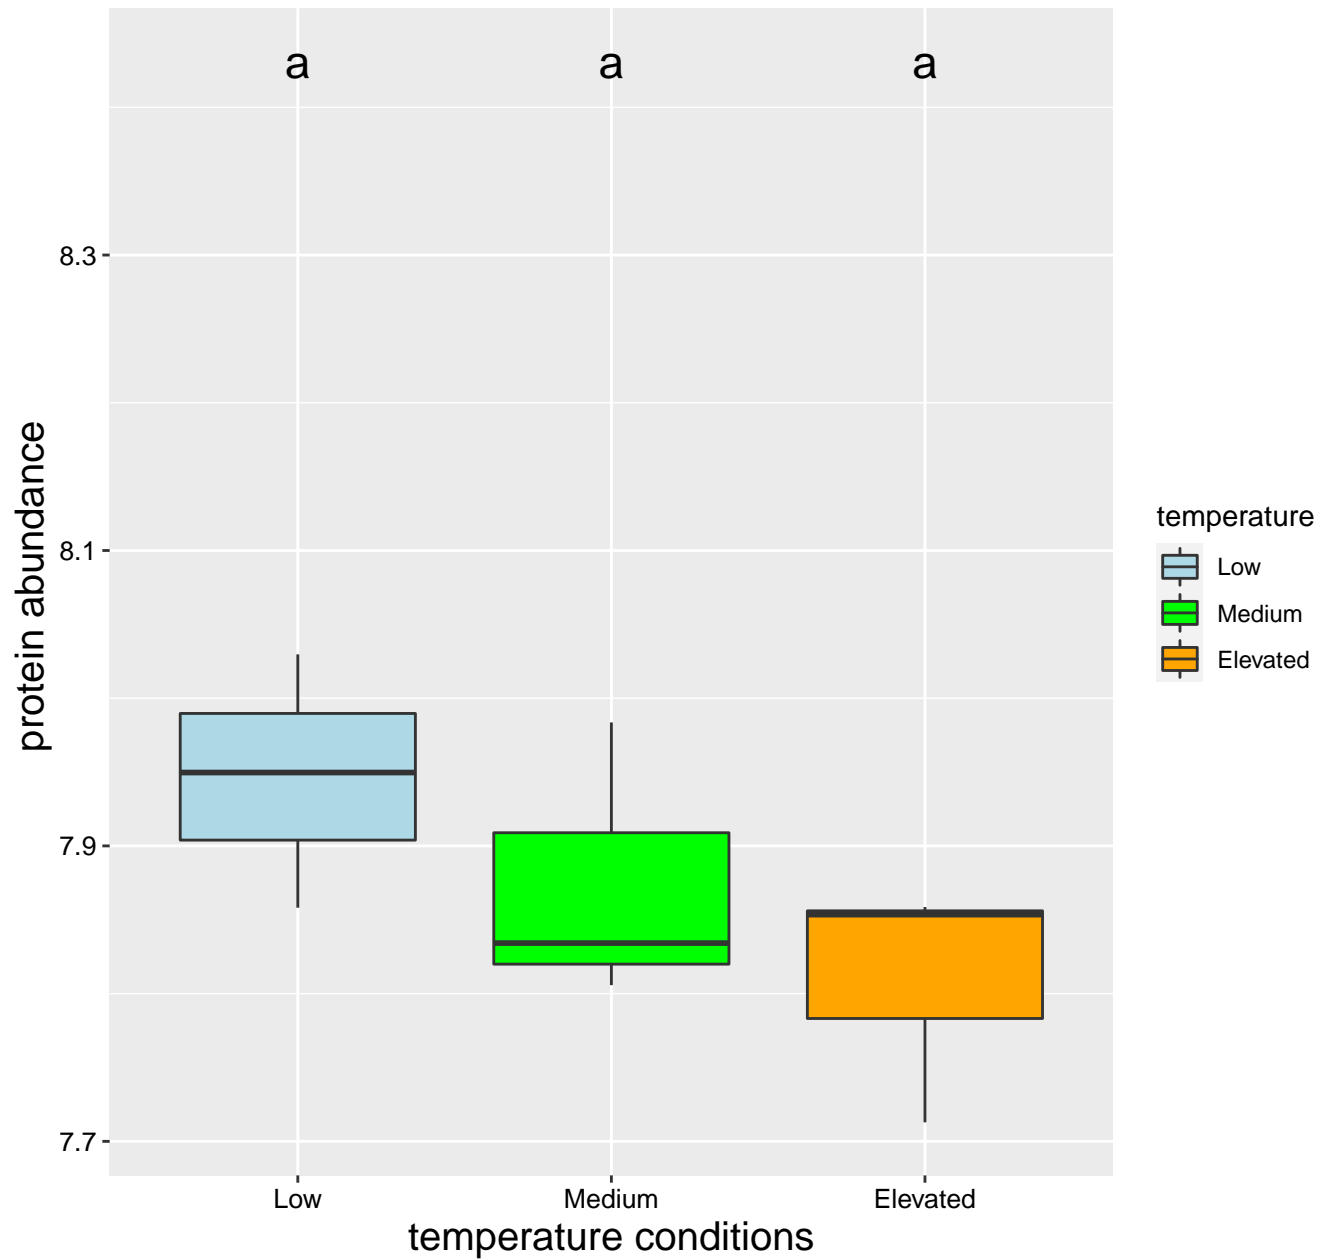 a a a
8.3
8.1
7.9
7.7
protein abundance
Low Medium Elevated
temperature conditions
temperature
Low
Medium
Elevated